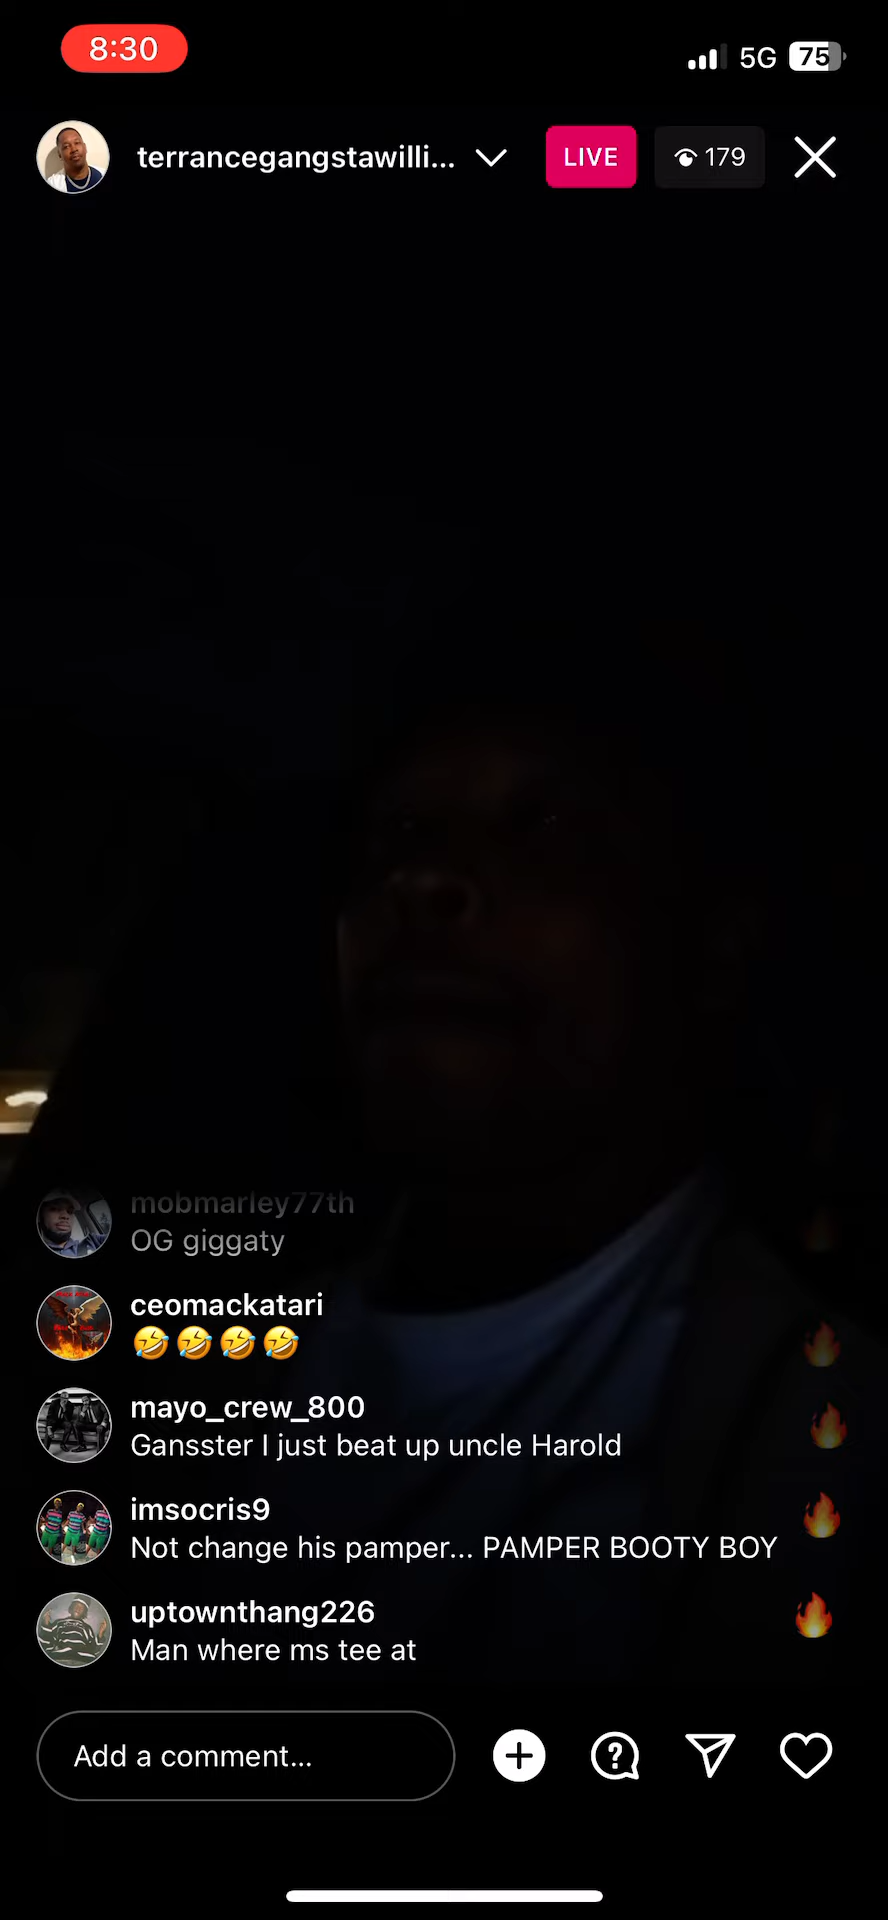 8:30
5G 75
terrancegangstawilli...
LIVE
179
mobmarley77th
OG giggaty
ceomackatari
🤣🤣🤣🤣
mayo_crew_800
Gansster I just beat up uncle Harold
imsocris9
Not change his pamper... PAMPER BOOTY BOY
uptownthang226
Man where ms tee at
Add a comment...